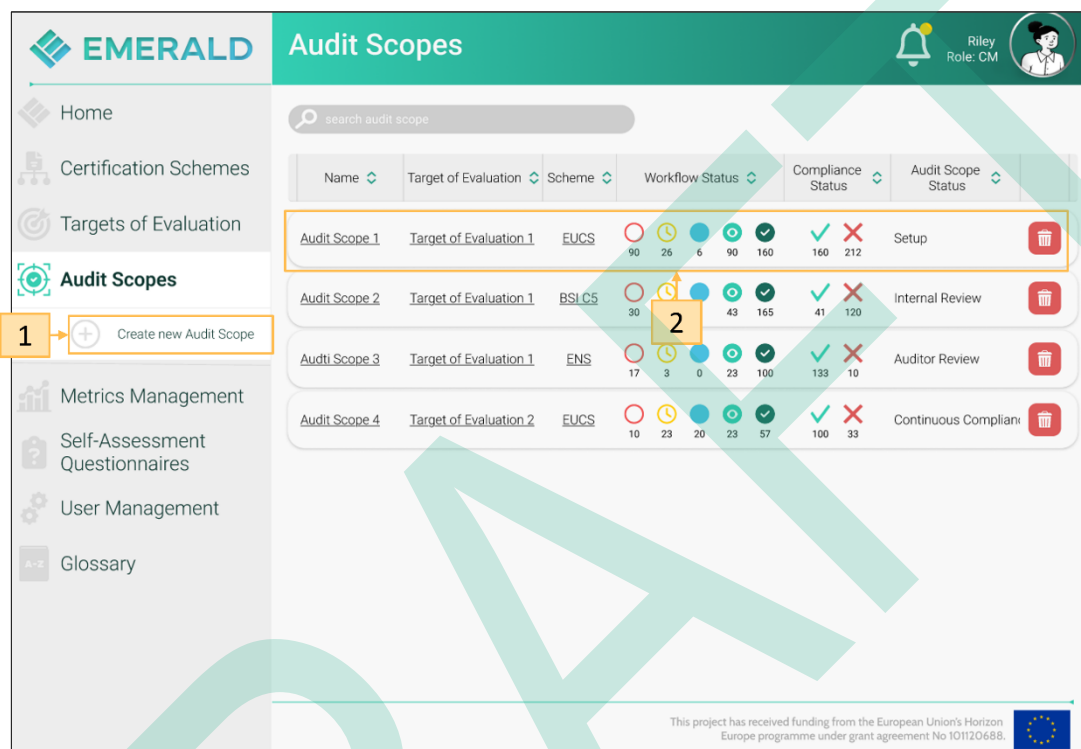 EMERALD
Audit Scopes
Riley
Role: CM
Home
Certification Schemes
Targets of Evaluation
Audit Scopes
1
Create new Audit Scope
Metrics Management
Self-Assessment
Questionnaires
User Management
A-Z
Glossary
search audit scope
Name Target of Evaluation Scheme Workflow Status Compliance Status Audit Scope Status
Audit Scope 1 Target of Evaluation 1 EUCS 90 26 6 90 160 160 212 Setup
2
Audit Scope 2 Target of Evaluation 1 BSI C5 30 43 165 41 120 Internal Review
Audti Scope 3 Target of Evaluation 1 ENS 17 3 0 23 100 133 10 Auditor Review
Audit Scope 4 Target of Evaluation 2 EUCS 10 23 20 23 57 100 33 Continuous Complian
This project has received funding from the European Union's Horizon
Europe programme under grant agreement No 101120688.
DRAFT